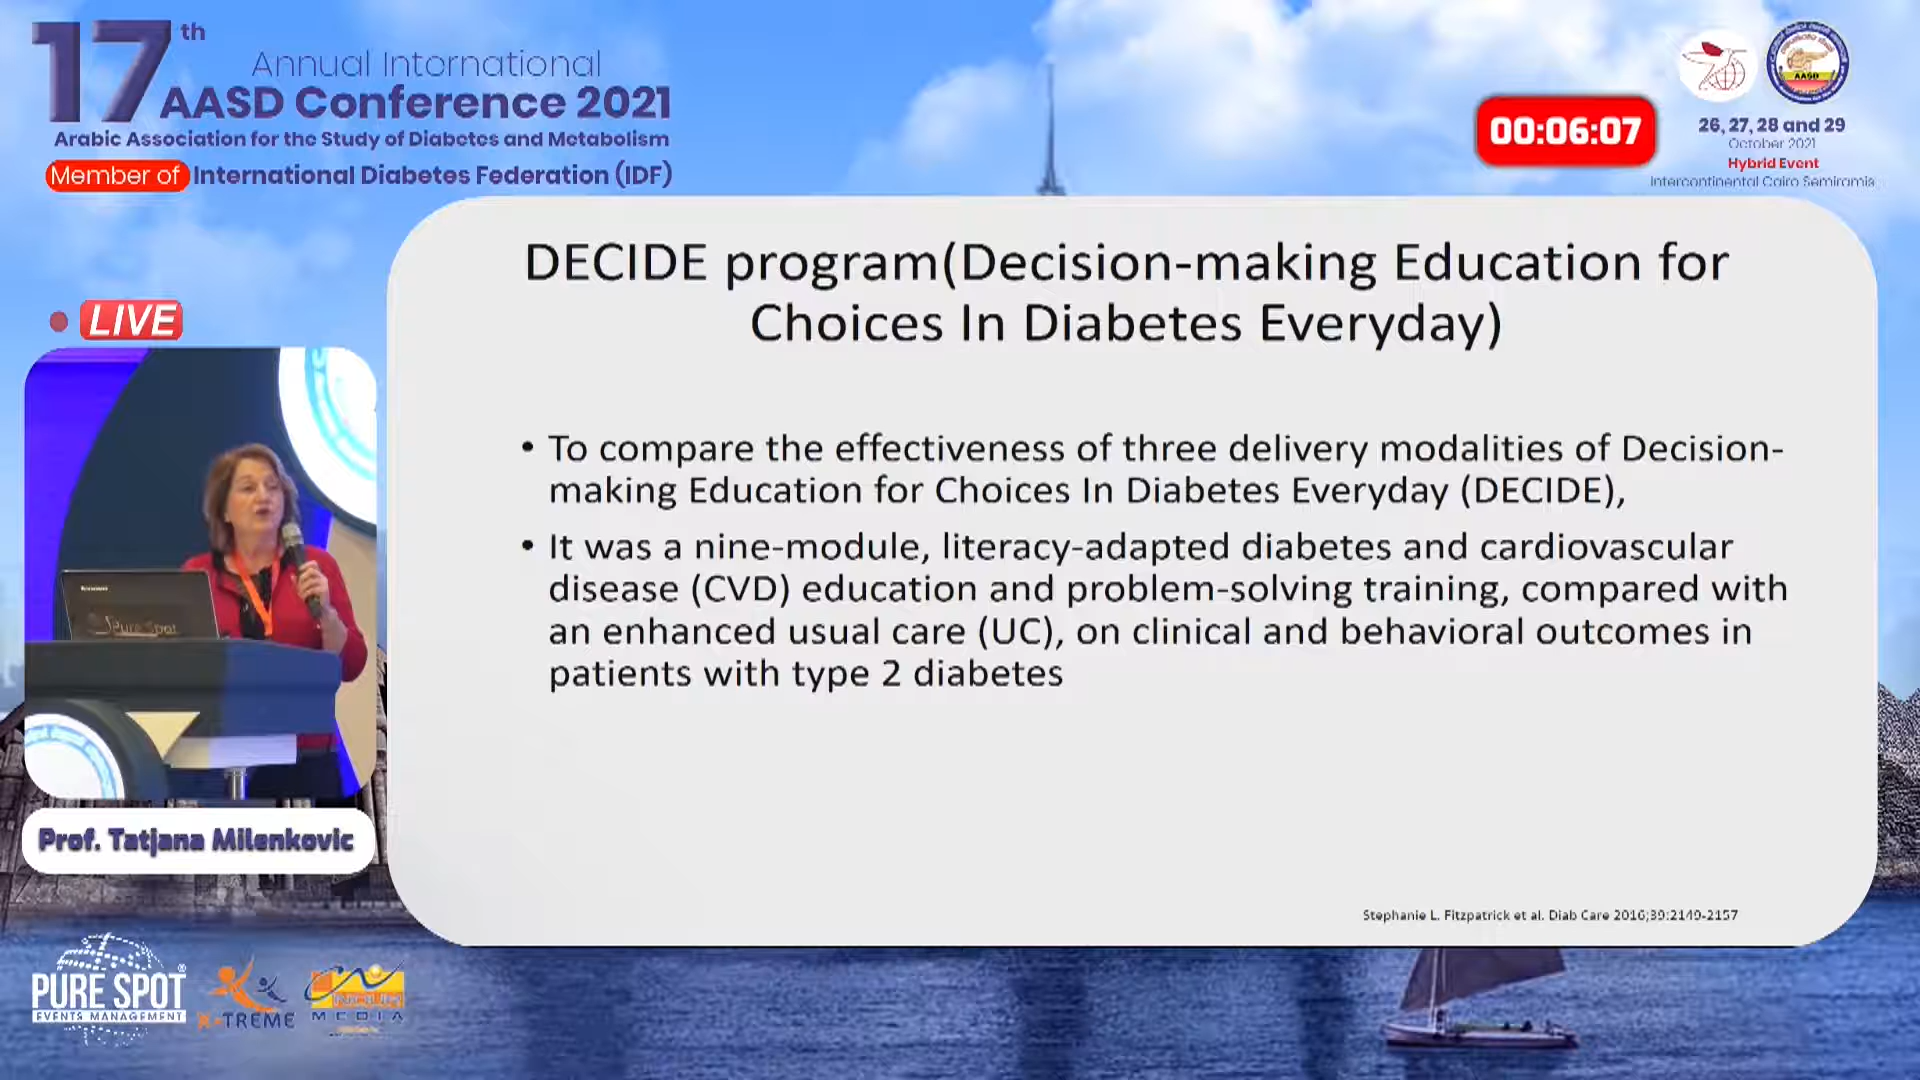 17th
Annual International
AASD Conference 2021
Arabic Association for the Study of Diabetes and Metabolism
Member of International Diabetes Federation (IDF)
00:06:07
AASD
26, 27, 28 and 29
October 2021
Hybrid Event
Intercontinental Cairo Semiramis
LIVE
DECIDE program(Decision-making Education for
Choices In Diabetes Everyday)
• To compare the effectiveness of three delivery modalities of Decision-
making Education for Choices In Diabetes Everyday (DECIDE),
• It was a nine-module, literacy-adapted diabetes and cardiovascular
disease (CVD) education and problem-solving training, compared with
an enhanced usual care (UC), on clinical and behavioral outcomes in
patients with type 2 diabetes
Stephanie L. Fitzpatrick et al. Diab Care 2016;39:2149-2157
Lenovo
Pure Spot
Prof. Tatjana Milenkovic
PURE SPOT®
EVENTS MANAGEMENT
X-TREME
MEDIA